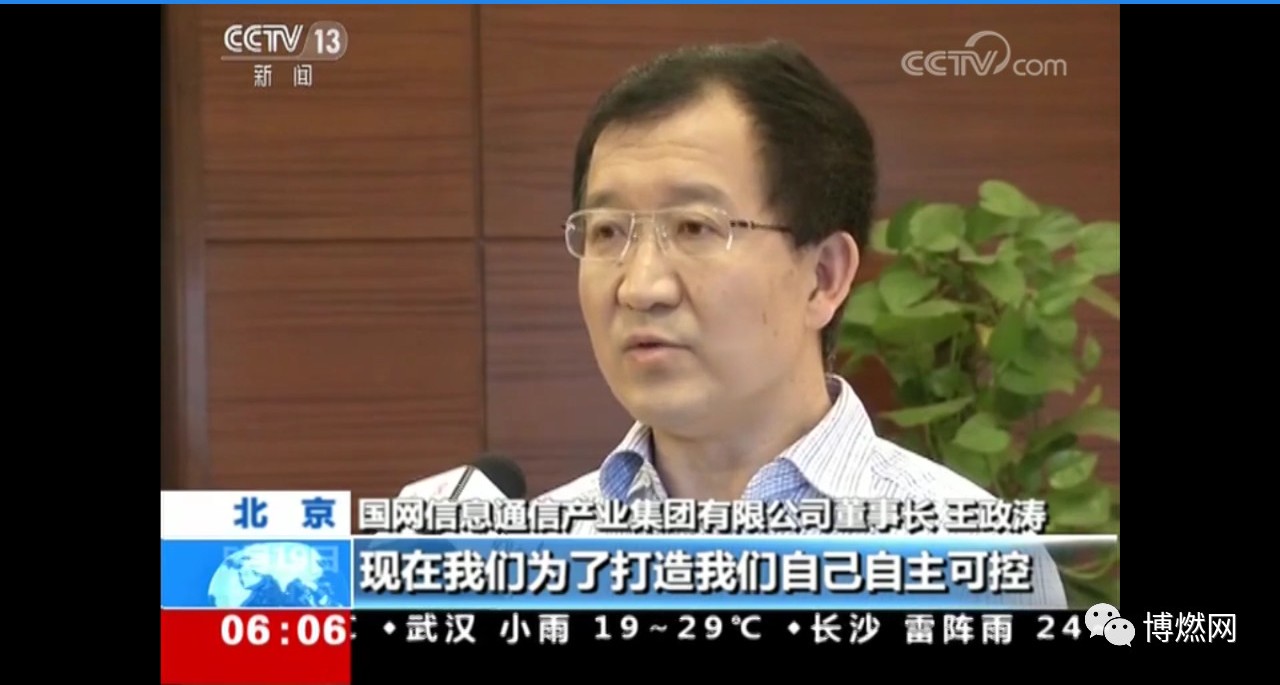 CCTV 13
新闻
CCTV.com
北京
国网信息通信产业集团有限公司董事长 王政涛
现在我们为了打造我们自己自主可控
06:06
武汉 小雨 19~29℃ 长沙 雷阵雨 24
博燃网